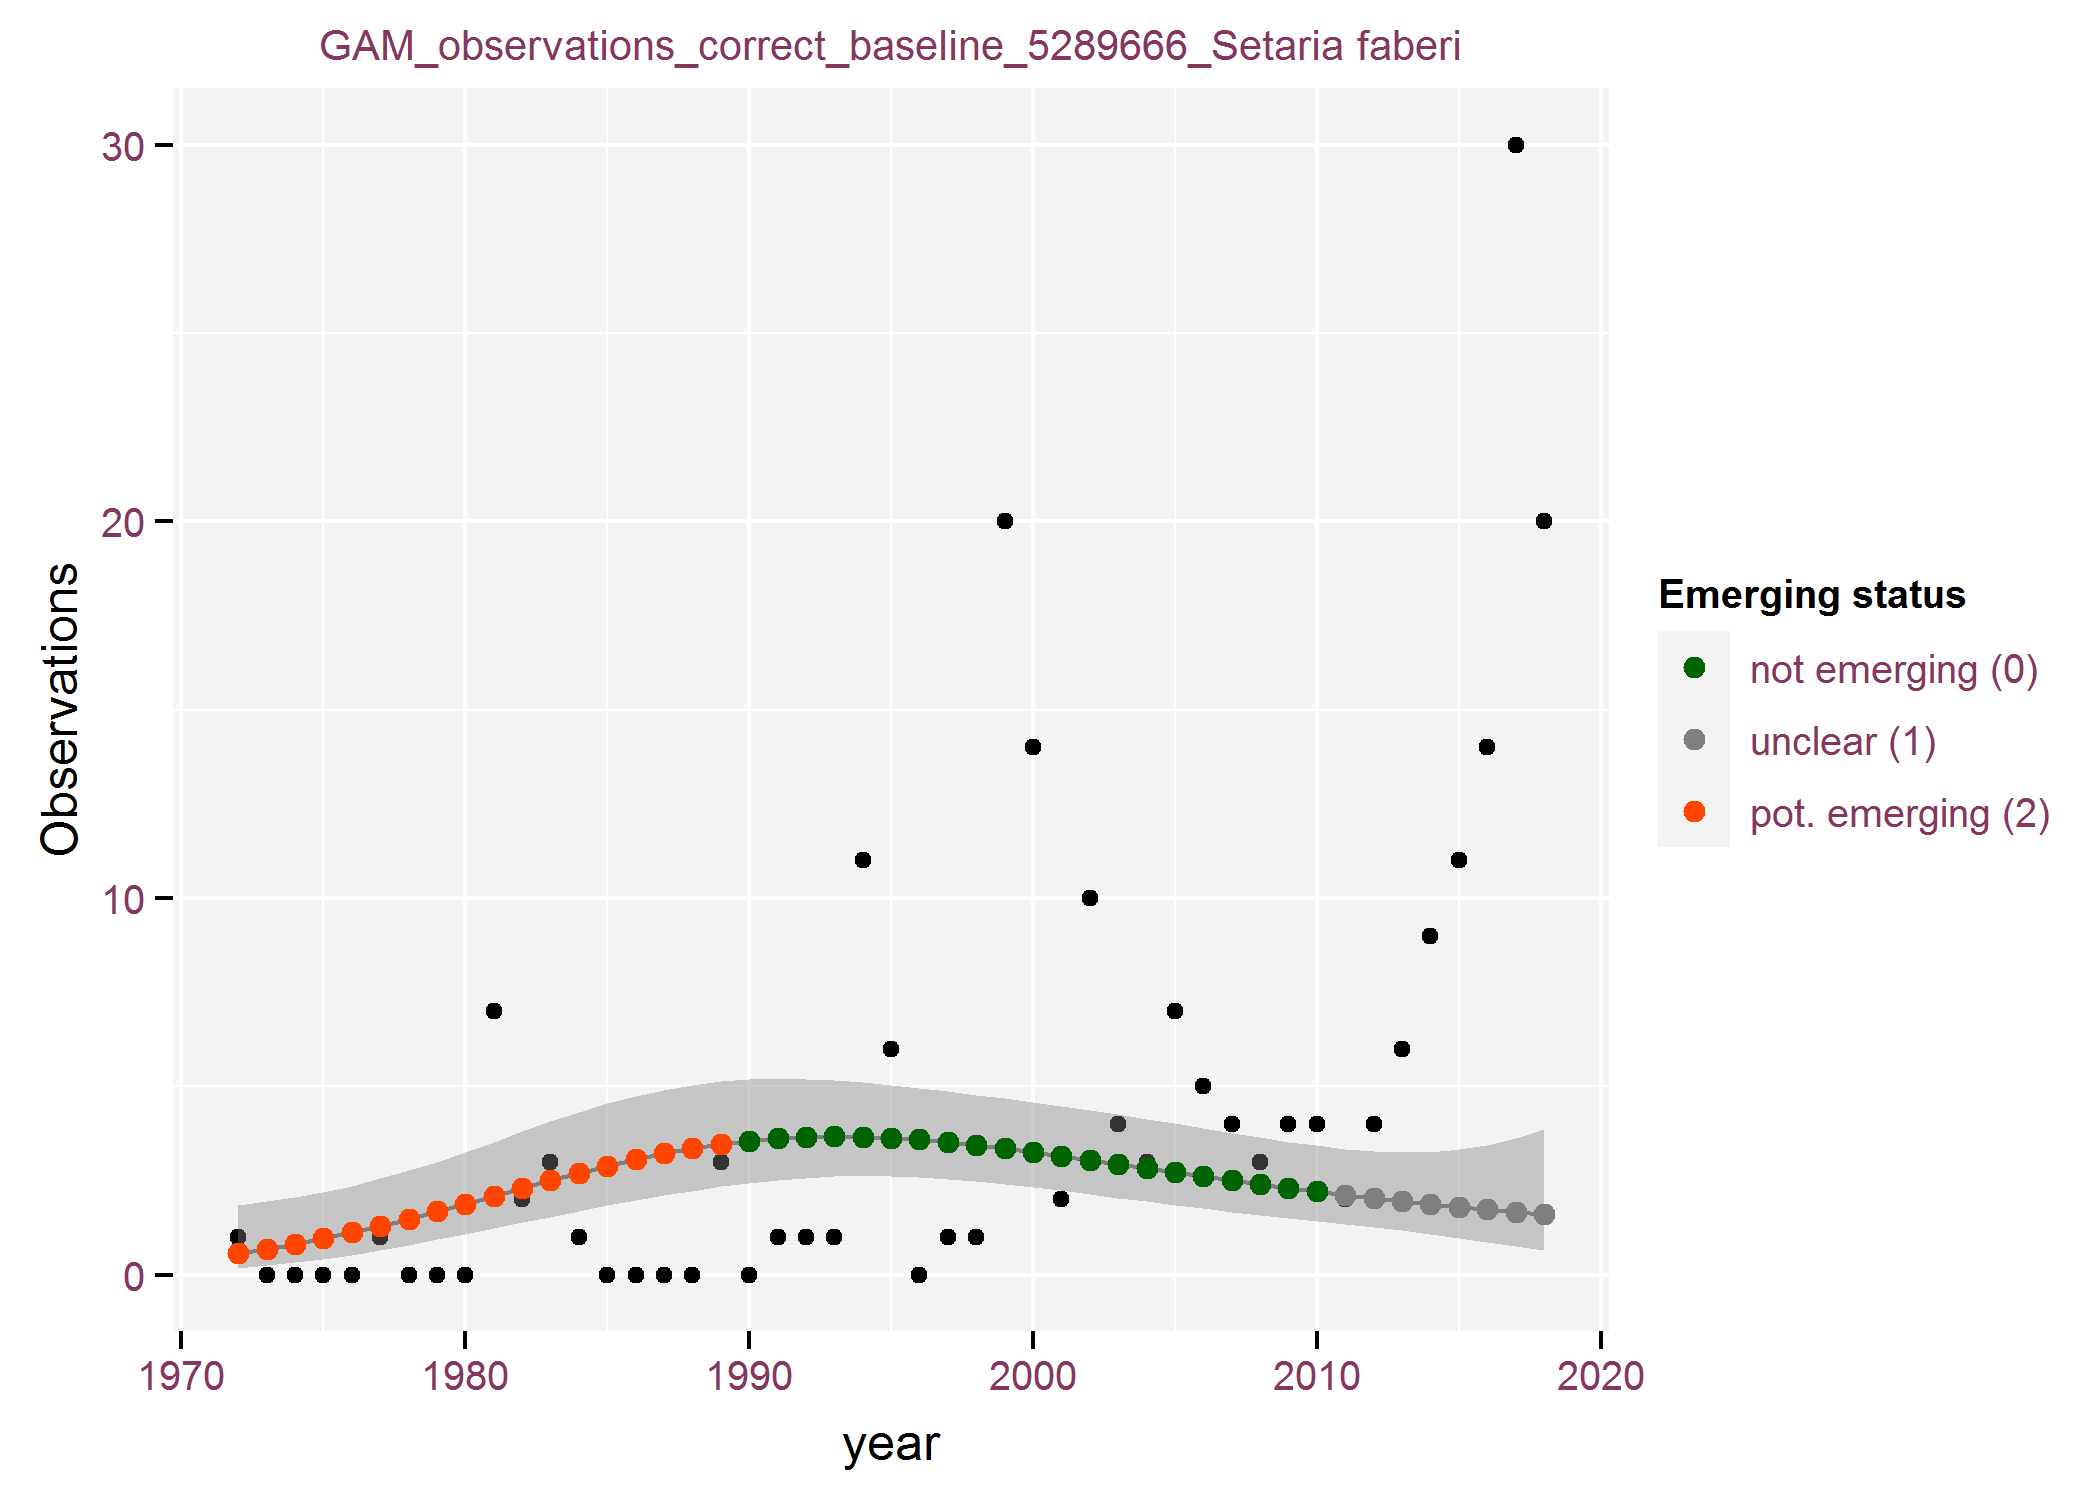 GAM_observations_correct_baseline_5289666_Setaria faberi
30
20
10
0
Observations
1970 1980 1990 2000 2010 2020
year
Emerging status
not emerging (0)
unclear (1)
pot. emerging (2)